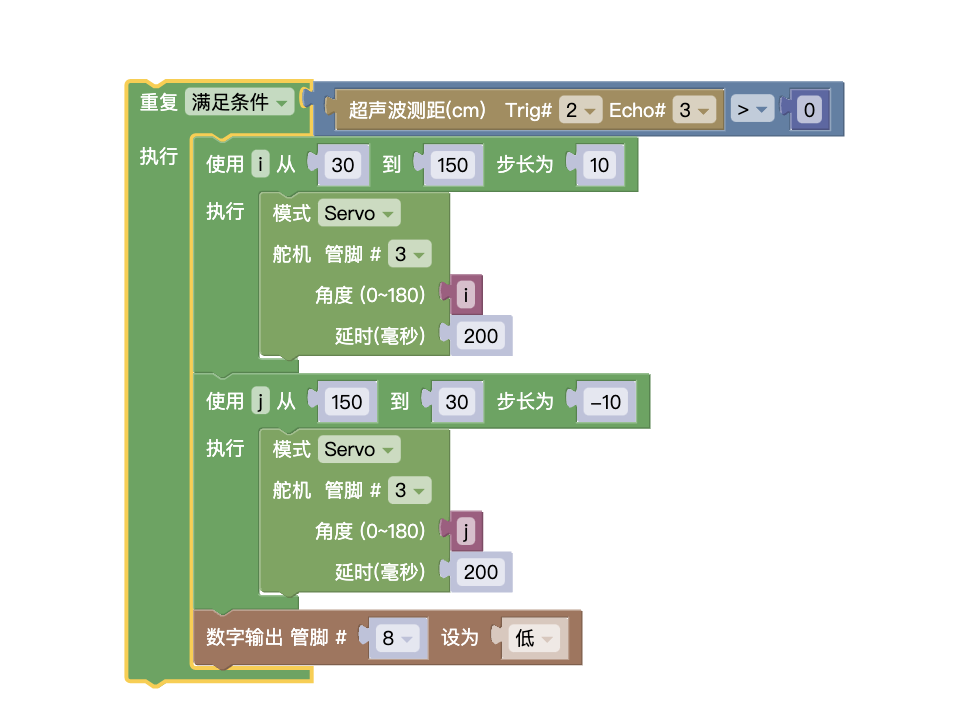 重复 满足条件 超声波测距(cm) Trig# 2 Echo# 3 > 0
执行 使用 i 从 30 到 150 步长为 10
执行 模式 Servo
舵机 管脚 # 3
角度 (0~180) i
延时(毫秒) 200
使用 j 从 150 到 30 步长为 −10
执行 模式 Servo
舵机 管脚 # 3
角度 (0~180) j
延时(毫秒) 200
数字输出 管脚 # 8 设为 低